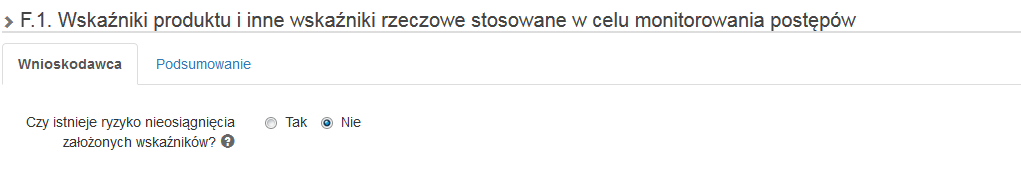 F.1. Wskaźniki produktu i inne wskaźniki rzeczowe stosowane w celu monitorowania postępów
Wnioskodawca Podsumowanie
Czy istnieje ryzyko nieosiągnięcia Tak Nie
założonych wskaźników?